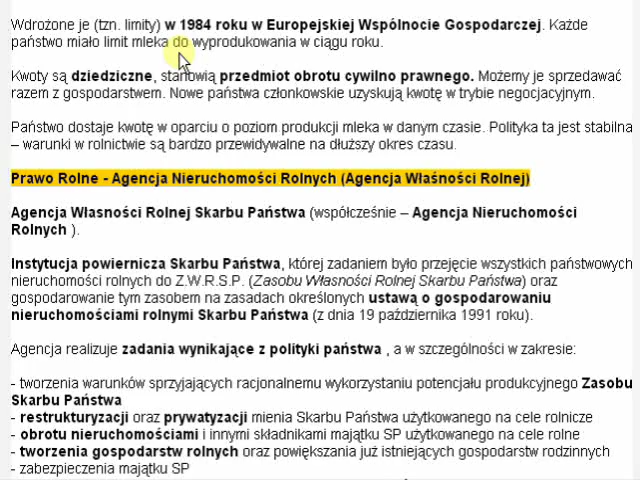 Wdrożone je (tzn. limity) w 1984 roku w Europejskiej Wspólnocie Gospodarczej. Każde
państwo miało limit mleka do wyprodukowania w ciągu roku.
Kwoty są dziedziczne, stanowią przedmiot obrotu cywilno prawnego. Możemy je sprzedawać
razem z gospodarstwem. Nowe państwa członkowskie uzyskują kwotę w trybie negocjacyjnym.
Państwo dostaje kwotę w oparciu o poziom produkcji mleka w danym czasie. Polityka ta jest stabilna
– warunki w rolnictwie są bardzo przewidywalne na dłuższy okres czasu.
Prawo Rolne - Agencja Nieruchomości Rolnych (Agencja Właśności Rolnej)
Agencja Własności Rolnej Skarbu Państwa (współcześnie – Agencja Nieruchomości
Rolnych ).
Instytucja powiernicza Skarbu Państwa, której zadaniem było przejęcie wszystkich państwowych
nieruchomości rolnych do Z.W.R.S.P. (Zasobu Własności Rolnej Skarbu Państwa) oraz
gospodarowanie tym zasobem na zasadach określonych ustawą o gospodarowaniu
nieruchomościami rolnymi Skarbu Państwa (z dnia 19 października 1991 roku).
Agencja realizuje zadania wynikające z polityki państwa , a w szczególności w zakresie:
- tworzenia warunków sprzyjających racjonalnemu wykorzystaniu potencjału produkcyjnego Zasobu
Skarbu Państwa
- restrukturyzacji oraz prywatyzacji mienia Skarbu Państwa użytkowanego na cele rolnicze
- obrotu nieruchomościami i innymi składnikami majątku SP użytkowanego na cele rolne
- tworzenia gospodarstw rolnych oraz powiększania już istniejących gospodarstw rodzinnych
- zabezpieczenia majątku SP